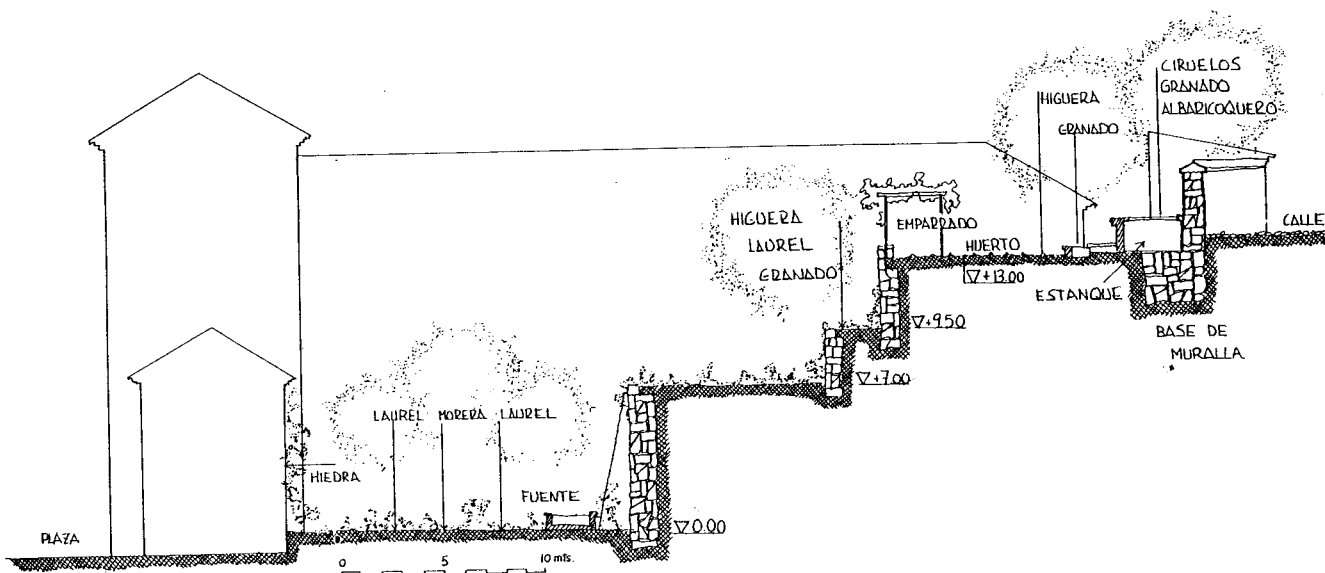 CIRUELOS
GRANADO
ALBARICOQUERO
HIGUERA
GRANADO
HIGUERA
LAUREL
GRANADO
EMPARRADO
HUERTO
CALLE
+13.00
ESTANQUE
+9.50
BASE DE
MURALLA
+7.00
LAUREL MORERA LAUREL
HIEDRA
FUENTE
0.00
PLAZA
0 5 10 mts.